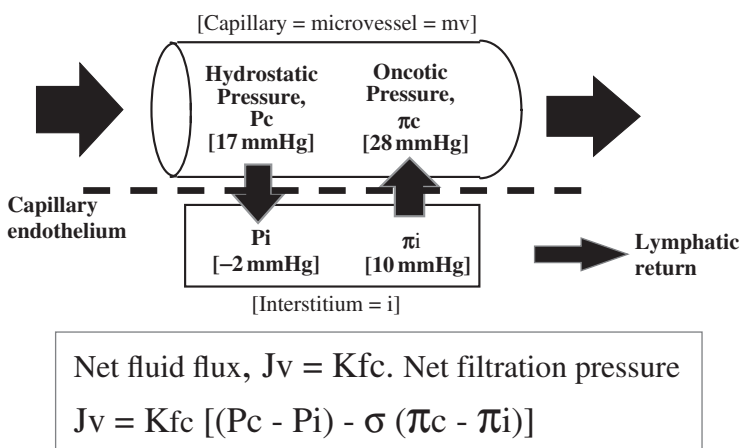 [Capillary = microvessel = mv]
Hydrostatic
Pressure,
Pc
[17 mmHg]
Oncotic
Pressure,
πc
[28 mmHg]
Capillary
endothelium
Pi
[−2 mmHg]
πi
[10 mmHg]
Lymphatic
return
[Interstitium = i]
Net fluid flux, Jv = Kfc. Net filtration pressure
Jv = Kfc [(Pc - Pi) - σ (πc - πi)]